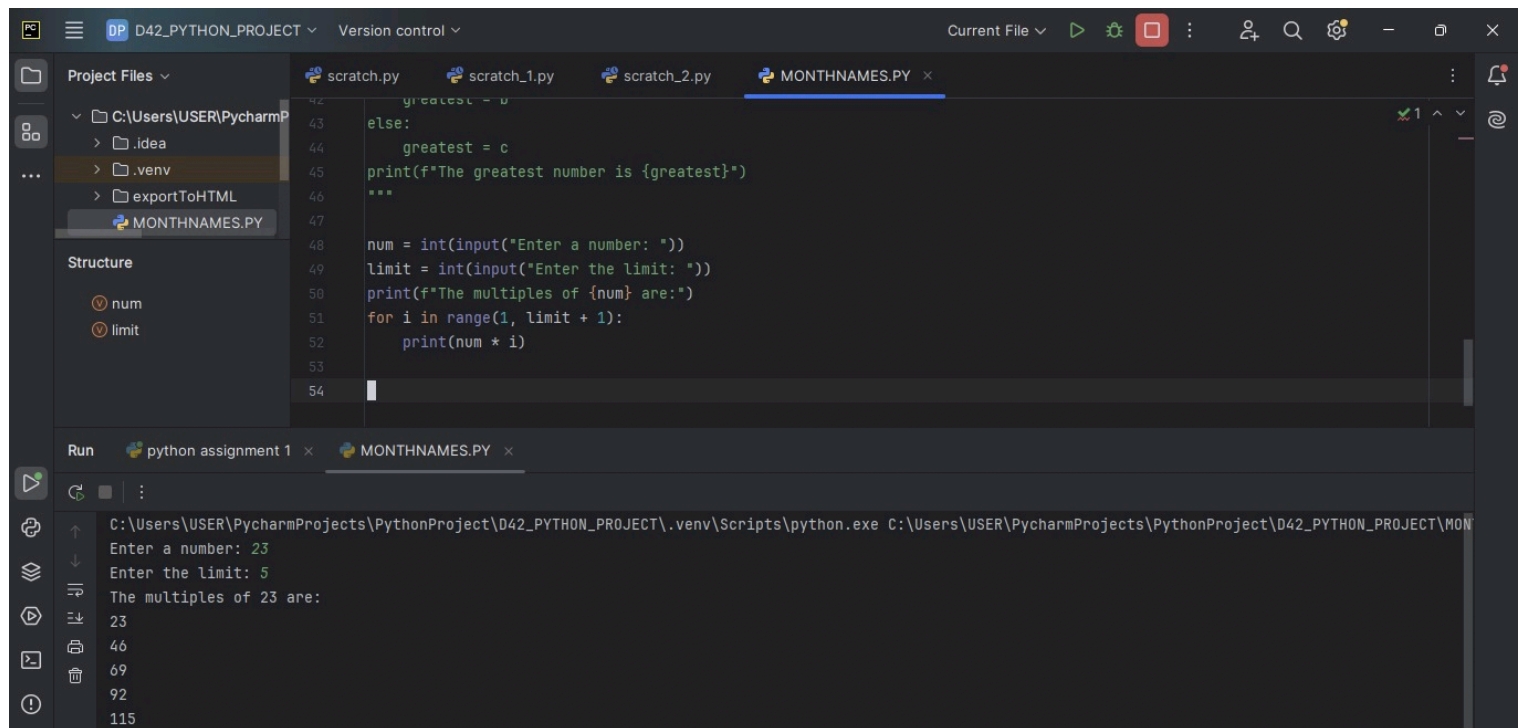 PC
DP D42_PYTHON_PROJECT Version control Current File
Project Files
scratch.py scratch_1.py scratch_2.py MONTHNAMES.PY
C:\Users\USER\PycharmP
.idea
.venv
exportToHTML
MONTHNAMES.PY
Structure
num
limit
1
42 greatest = b
43 else:
44 greatest = c
45 print(f"The greatest number is {greatest}")
46 """
47
48 num = int(input("Enter a number: "))
49 limit = int(input("Enter the limit: "))
50 print(f"The multiples of {num} are:")
51 for i in range(1, limit + 1):
52 print(num * i)
53
54
Run python assignment 1 MONTHNAMES.PY
C:\Users\USER\PycharmProjects\PythonProject\D42_PYTHON_PROJECT\.venv\Scripts\python.exe C:\Users\USER\PycharmProjects\PythonProject\D42_PYTHON_PROJECT\MON
Enter a number: 23
Enter the limit: 5
The multiples of 23 are:
23
46
69
92
115